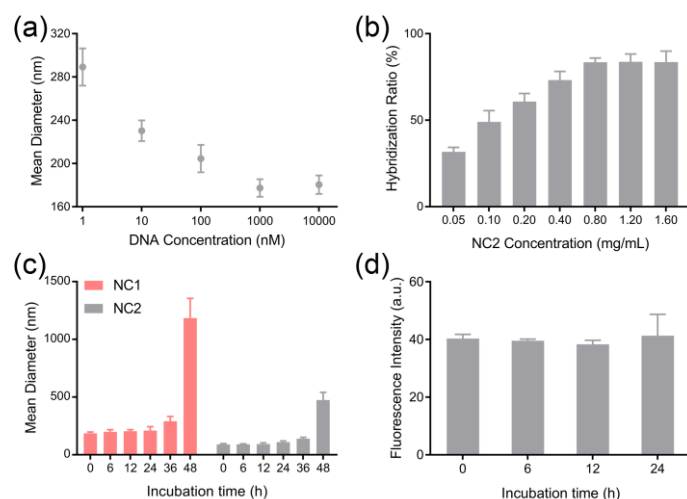 (a)
Mean Diameter (nm)
320
280
240
200
160
1
10
100
1000
10000
DNA Concentration (nM)
(b)
Hybridization Ratio (%)
100
50
0
0.05
0.10
0.20
0.40
0.80
1.20
1.60
NC2 Concentration (mg/mL)
(c)
Mean Diameter (nm)
1500
1000
500
0
NC1
NC2
0 6 12 24 36 48
0 6 12 24 36 48
Incubation time (h)
Incubation time (h)
(d)
Fluorescence Intensity (a.u.)
60
40
20
0
0
6
12
24
Incubation time (h)